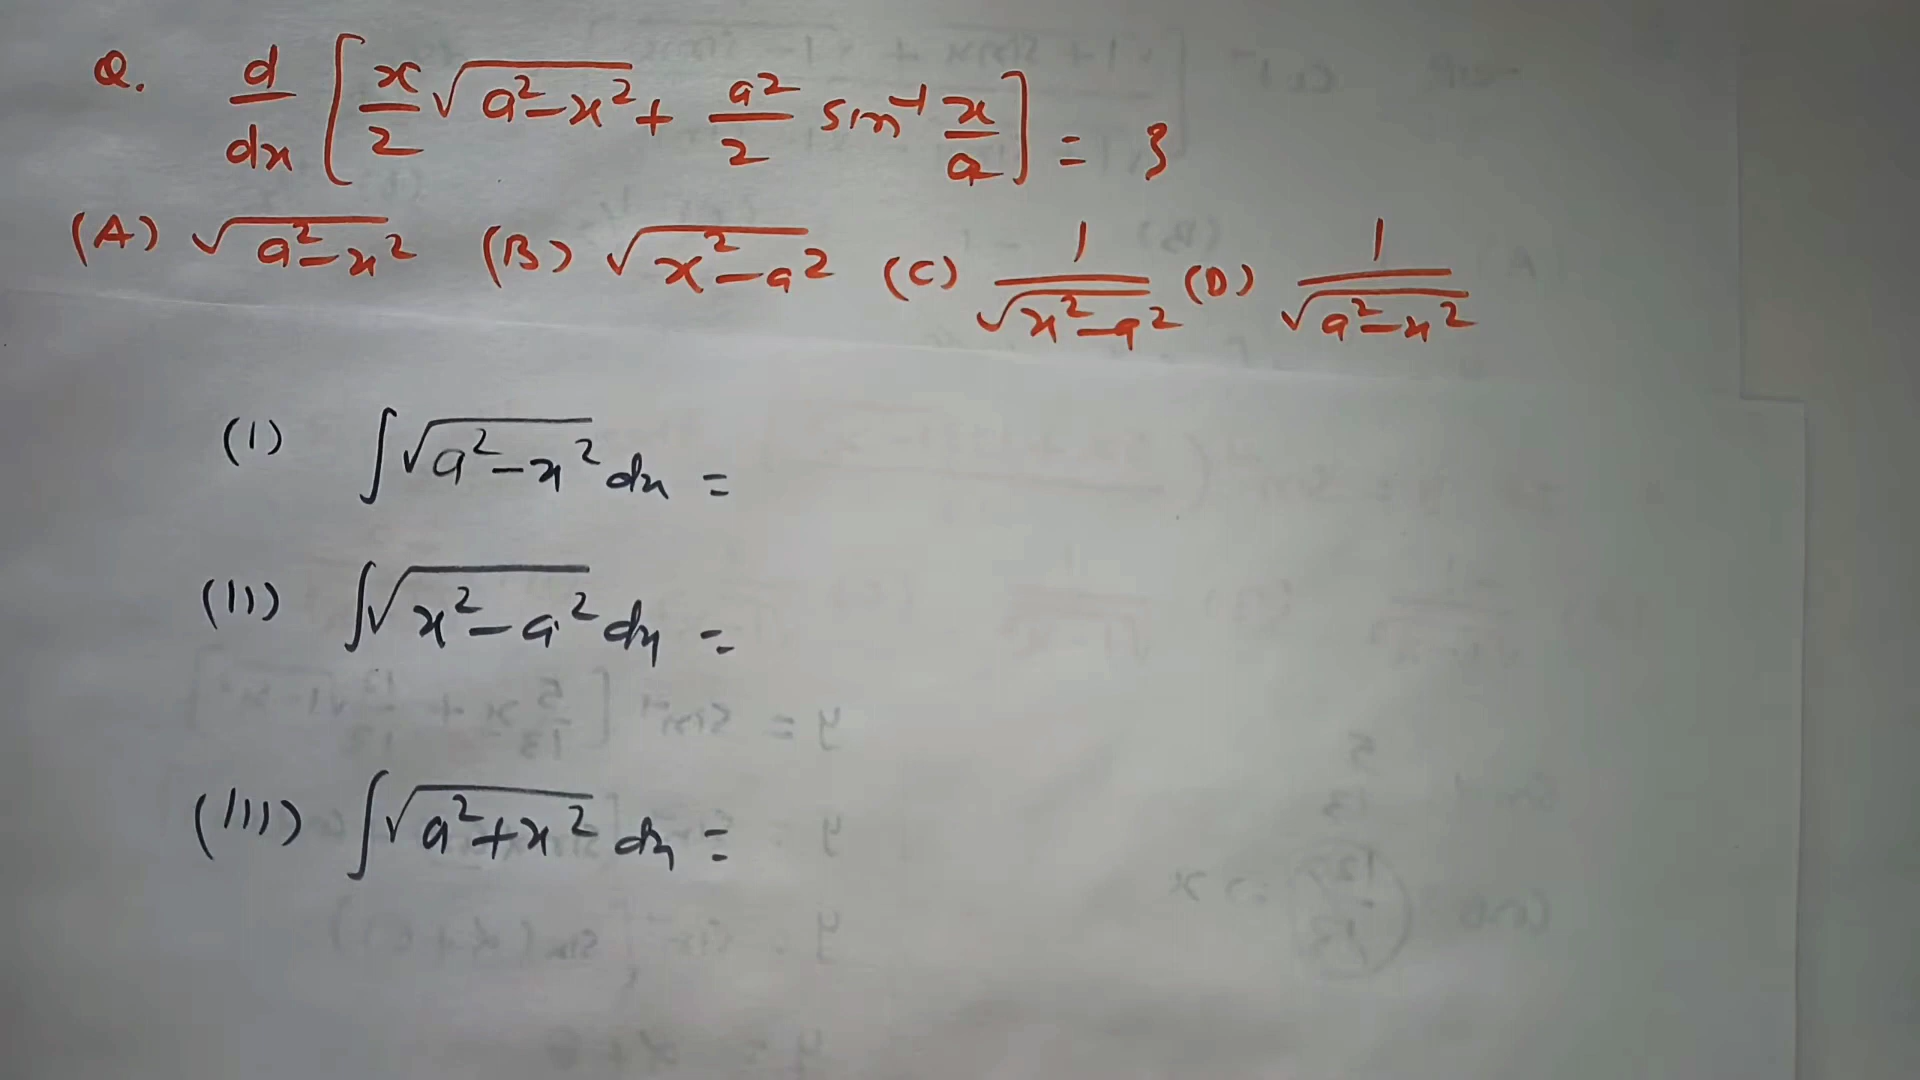 Q. d/dx [x/2 √(a²-x²) + a²/2 sin⁻¹ x/a] = ?
(A) √(a²-x²) (B) √(x²-a²) (C) 1/√(x²-a²) (D) 1/√(a²-x²)
(I) ∫√(a²-x²) dx =
(II) ∫√(x²-a²) dx =
(III) ∫√(a²+x²) dx =